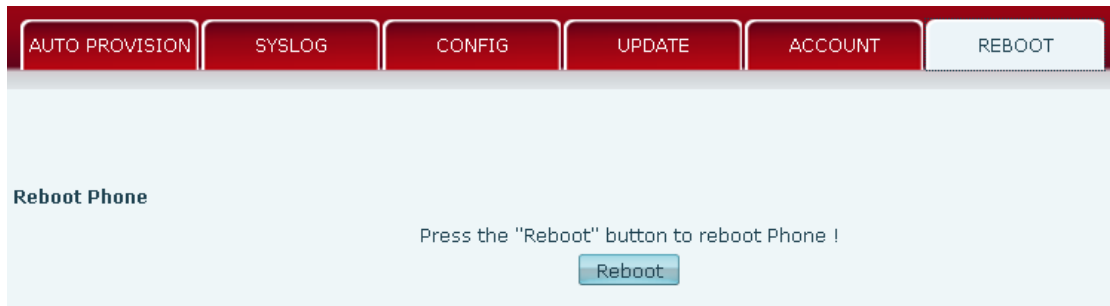 AUTO PROVISION SYSLOG CONFIG UPDATE ACCOUNT REBOOT
Reboot Phone
Press the "Reboot" button to reboot Phone !
Reboot